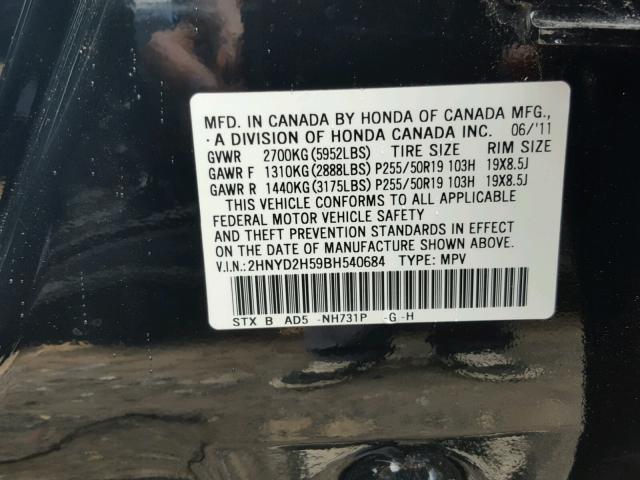 MFD. IN CANADA BY HONDA OF CANADA MFG.,
· A DIVISION OF HONDA CANADA INC. 06/'11
GVWR 2700KG(5952LBS) TIRE SIZE RIM SIZE
GAWR F 1310KG(2888LBS) P255/50R19 103H 19X8.5J
GAWR R 1440KG(3175LBS) P255/50R19 103H 19X8.5J
THIS VEHICLE CONFORMS TO ALL APPLICABLE
FEDERAL MOTOR VEHICLE SAFETY
AND THEFT PREVENTION STANDARDS IN EFFECT
ON THE DATE OF MANUFACTURE SHOWN ABOVE.
V.I.N.:2HNYD2H59BH540684 TYPE: MPV
STX B AD5 -NH731P -G -H